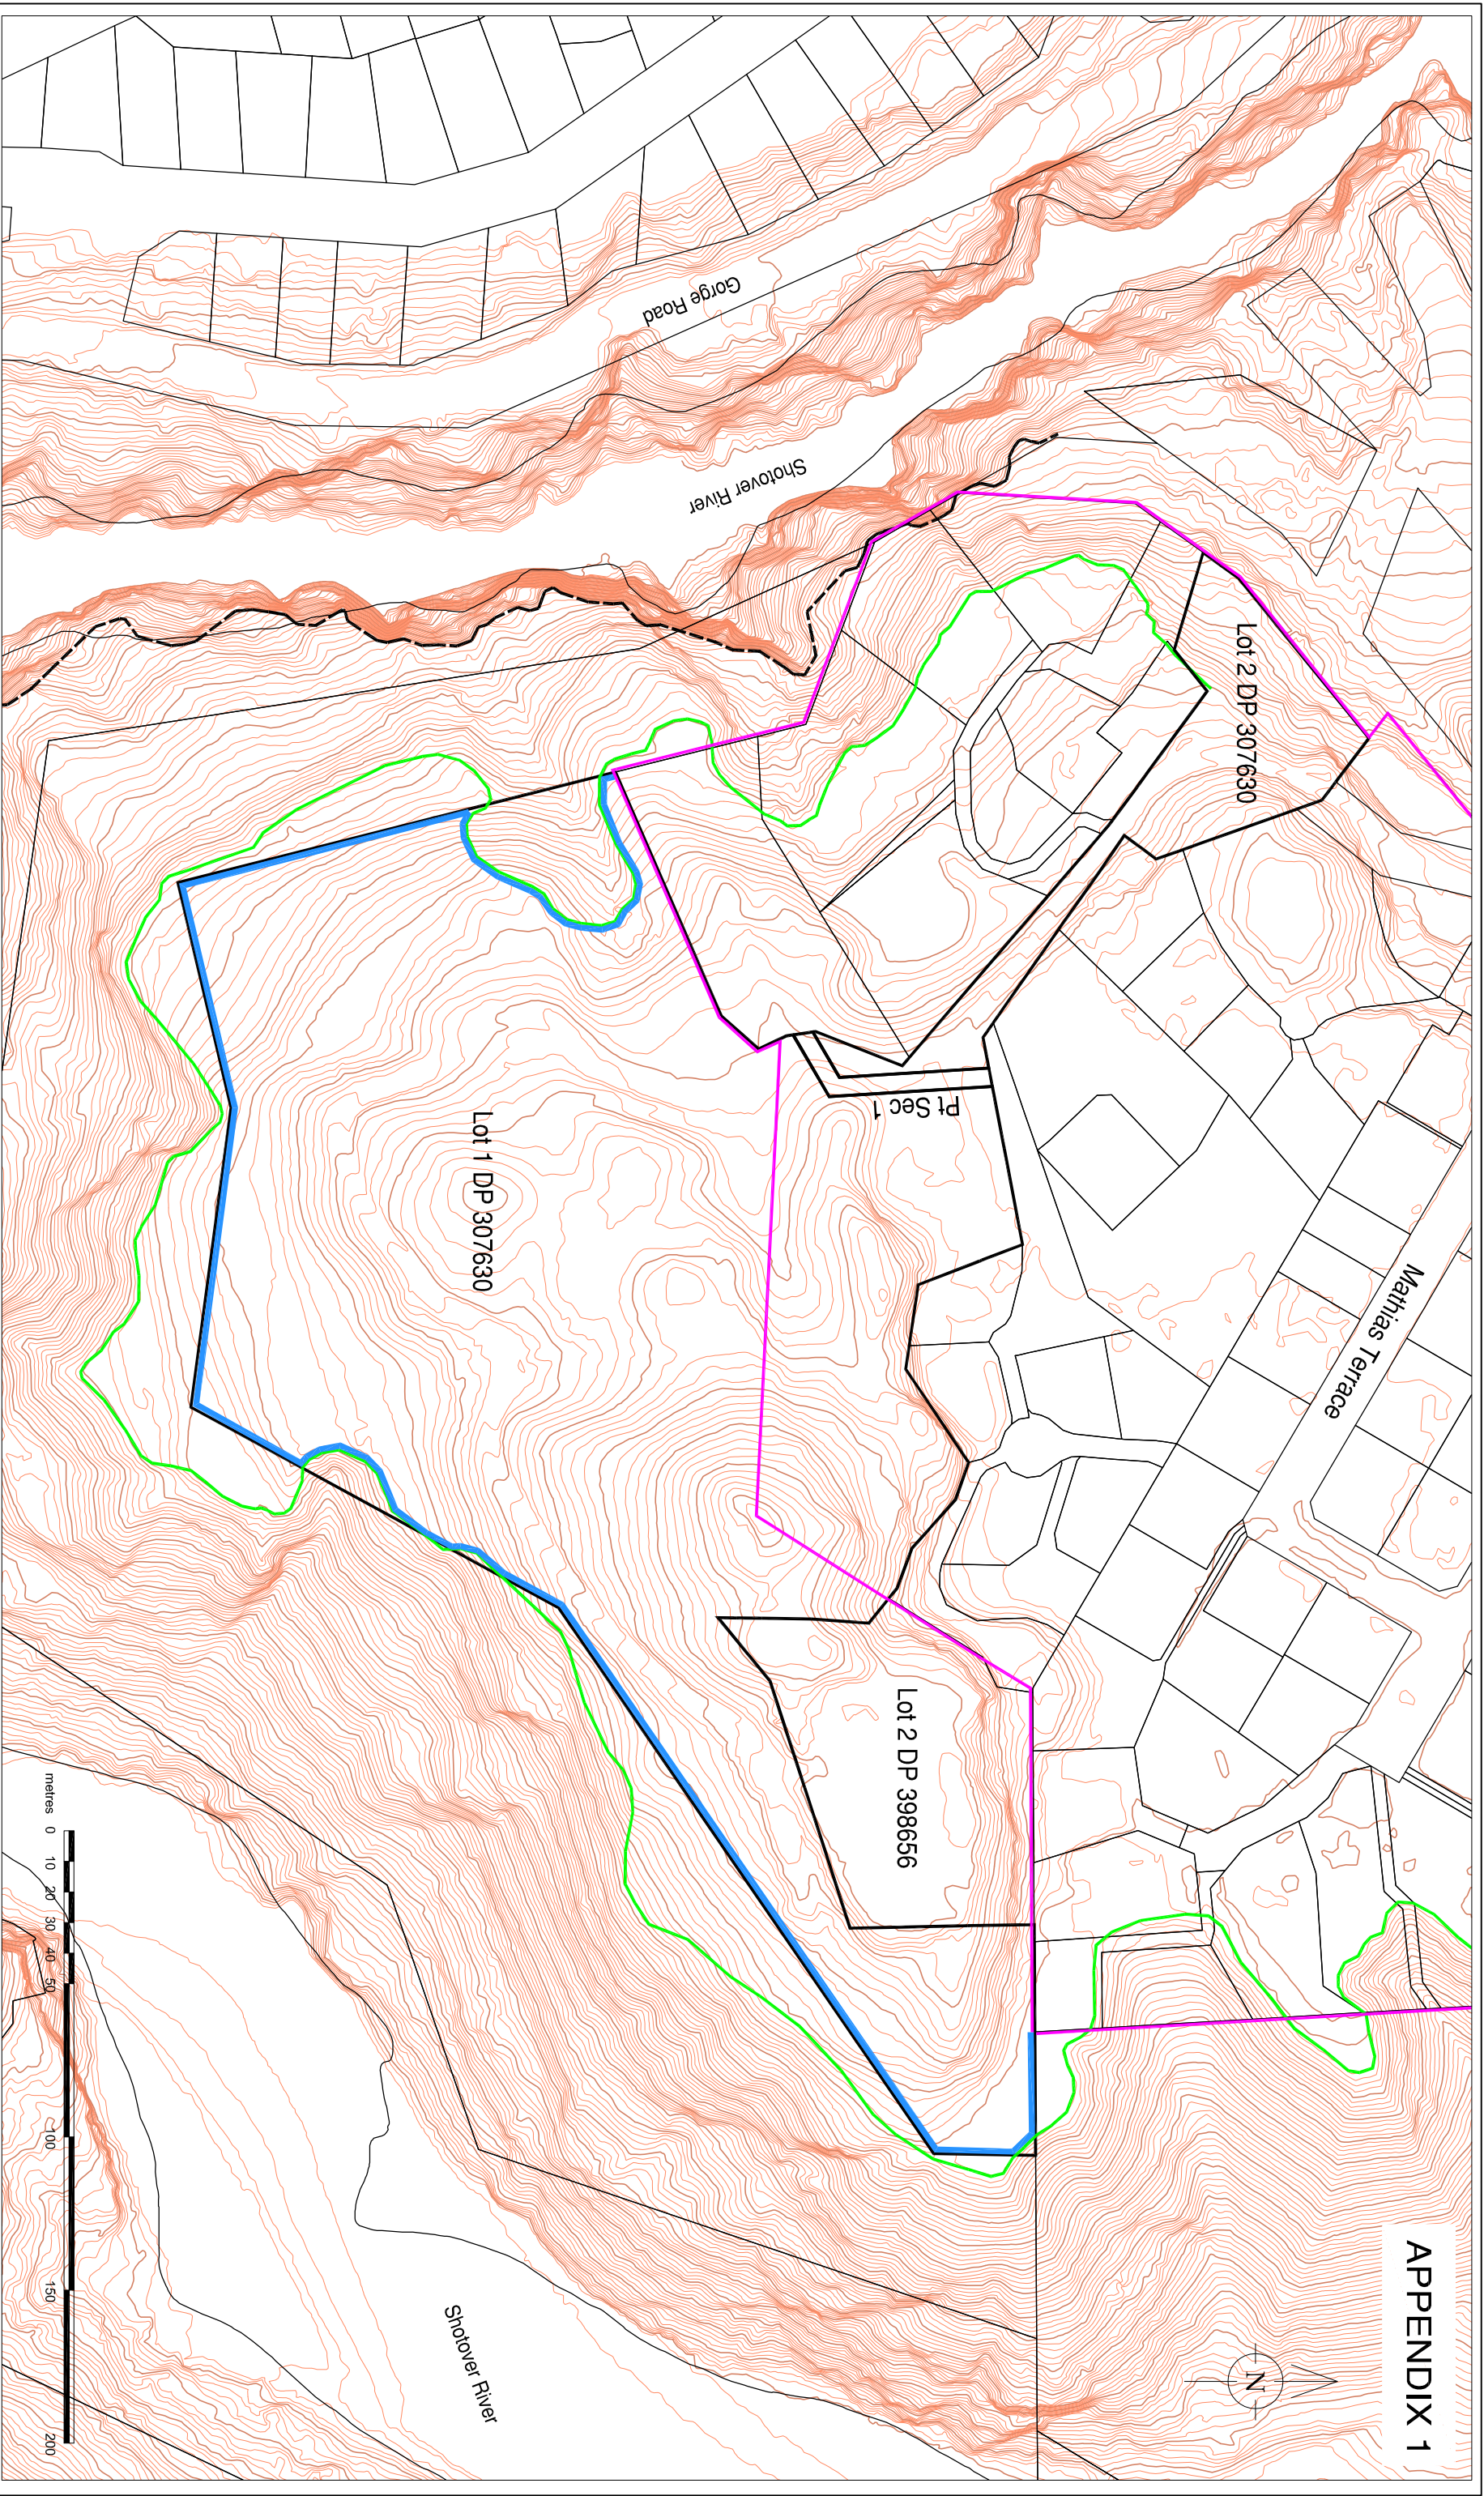 APPENDIX 1
N
Mathias Terrace
Lot 2 DP 307630
Gorge Road
Shotover River
Pt Sec 1
Lot 2 DP 398656
Lot 1 DP 307630
Shotover River
metres 0 10 20 30 40 50 100 150 200